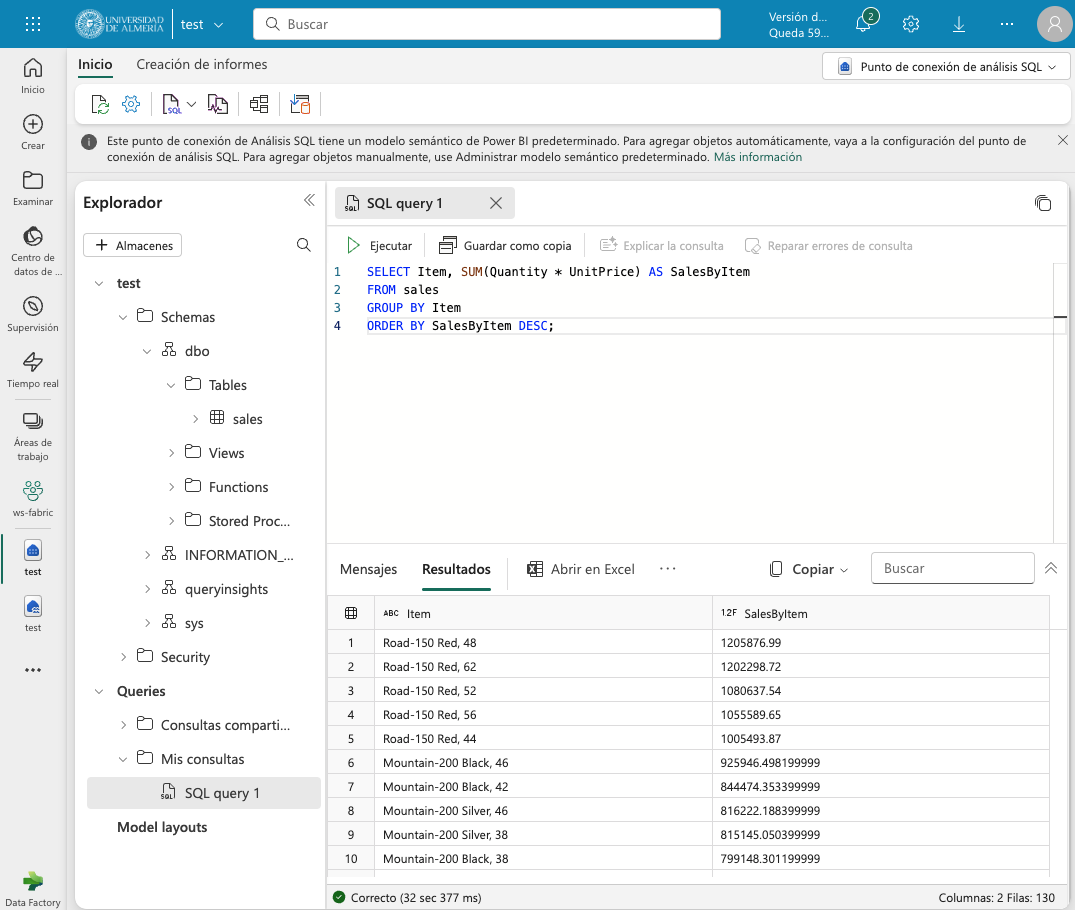 UNIVERSIDAD
DE ALMERÍA
test
Buscar
Versión d...
Queda 59...
2
Inicio
Creación de informes
Punto de conexión de análisis SQL
SQL
Este punto de conexión de Análisis SQL tiene un modelo semántico de Power BI predeterminado. Para agregar objetos automáticamente, vaya a la configuración del punto de
conexión de análisis SQL. Para agregar objetos manualmente, use Administrar modelo semántico predeterminado. Más información
Inicio
Crear
Examinar
Centro de
datos de ...
Supervisión
Tiempo real
Áreas de
trabajo
ws-fabric
test
test
Data Factory
Explorador
+ Almacenes
test
Schemas
dbo
Tables
sales
Views
Functions
Stored Proc...
INFORMATION_...
queryinsights
sys
Security
Queries
Consultas comparti...
Mis consultas
SQL query 1
Model layouts
SQL query 1
Ejecutar
Guardar como copia
Explicar la consulta
Reparar errores de consulta
1 SELECT Item, SUM(Quantity * UnitPrice) AS SalesByItem
2 FROM sales
3 GROUP BY Item
4 ORDER BY SalesByItem DESC;
Mensajes
Resultados
Abrir en Excel
...
Copiar
Buscar
ABC Item 1.2F SalesByItem
1 Road-150 Red, 48 1205876.99
2 Road-150 Red, 62 1202298.72
3 Road-150 Red, 52 1080637.54
4 Road-150 Red, 56 1055589.65
5 Road-150 Red, 44 1005493.87
6 Mountain-200 Black, 46 925946.498199999
7 Mountain-200 Black, 42 844474.353399999
8 Mountain-200 Silver, 46 816222.188399999
9 Mountain-200 Silver, 38 815145.050399999
10 Mountain-200 Black, 38 799148.301199999
Correcto (32 sec 377 ms)
Columnas: 2 Filas: 130